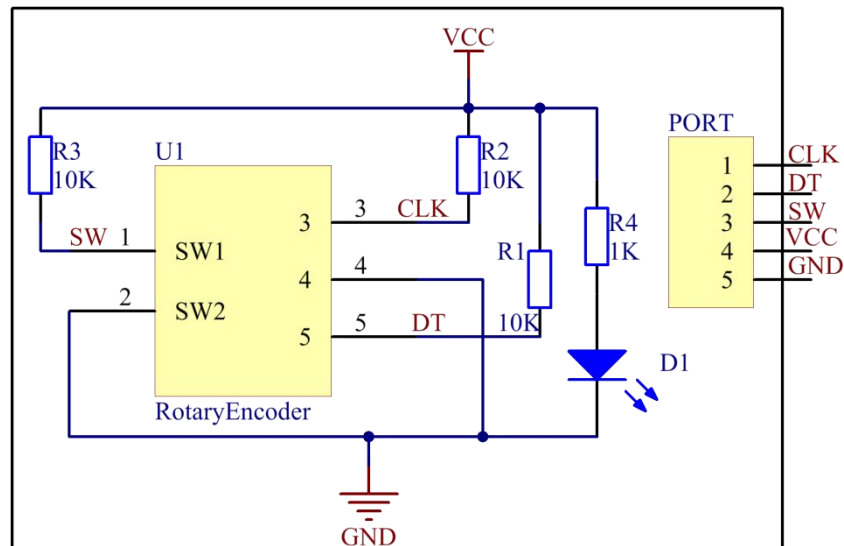 VCC
PORT
R3
10K
U1
R2
10K
1 CLK
2 DT
3 SW
4 VCC
5 GND
SW 1
SW1
3 3 CLK
R4
1K
R1
10K
2
SW2
4 4
5 5 DT
D1
RotaryEncoder
GND